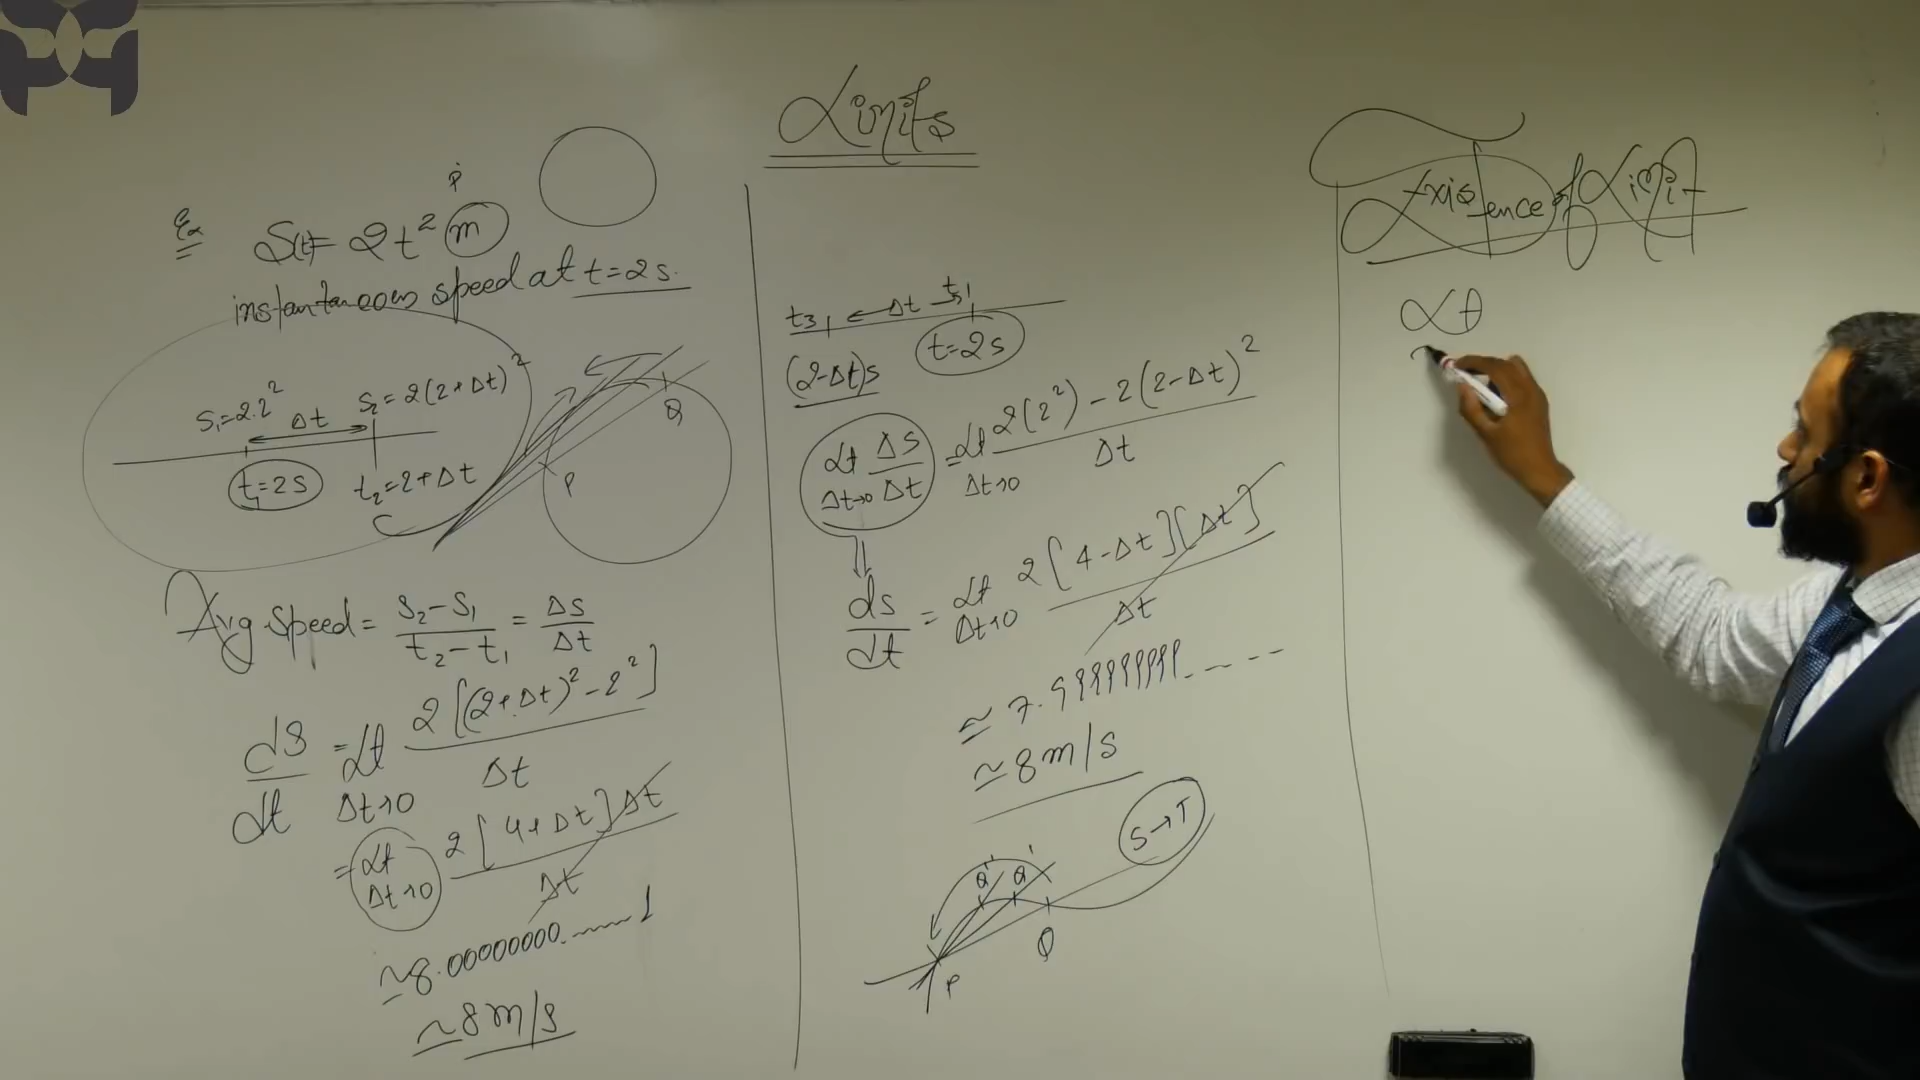 Limits
Ex
S(t)= 2t² m
P
instantaneous speed at t=2s.
S₁=2.2²
Δt
S₂=2(2+Δt)²
t₁=2s
t₂=2+Δt
P
Q
Avg Speed = S₂-S₁/t₂-t₁ = Δs/Δt
ds/dt = Lt Δt→0 2[(2+Δt)²-2²]/Δt
= Lt Δt→0 2[4+Δt]Δt/Δt
≃8.00000000.......1
≃8m/s
t₃ ← Δt → t₁
(2-Δt)s
t=2s
Lt Δt→0 Δs/Δt = Lt Δt→0 2(2²)-2(2-Δt)²/Δt
⇓
ds/dt = Lt Δt→0 2[4-Δt][Δt]/Δt
≃7.9999999999.----
≃8m/s
S→T
Q' Q'
P
Q
Existence of Limit
Lt